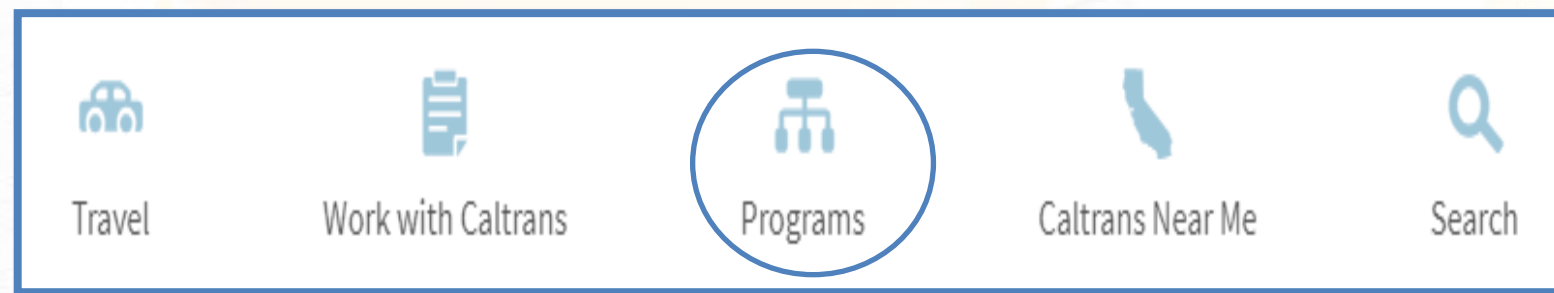 Travel
Work with Caltrans
Programs
Caltrans Near Me
Search